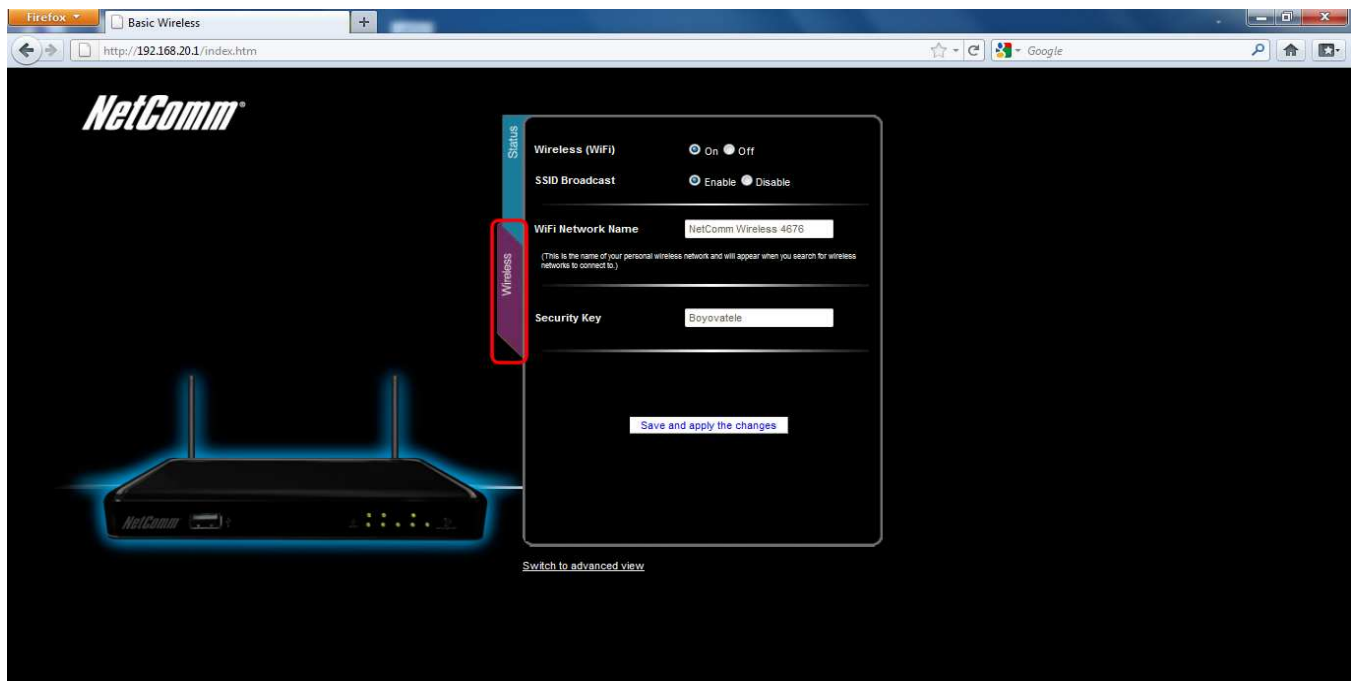 Firefox
Basic Wireless
http://192.168.20.1/index.htm
Google
NetComm®
Status
Wireless
Wireless (WiFi)
On Off
SSID Broadcast
Enable Disable
WiFi Network Name
NetComm Wireless 4676
(This is the name of your personal wireless network and will appear when you search for wireless
networks to connect to.)
Security Key
Boyovatele
Save and apply the changes
NetComm
Switch to advanced view